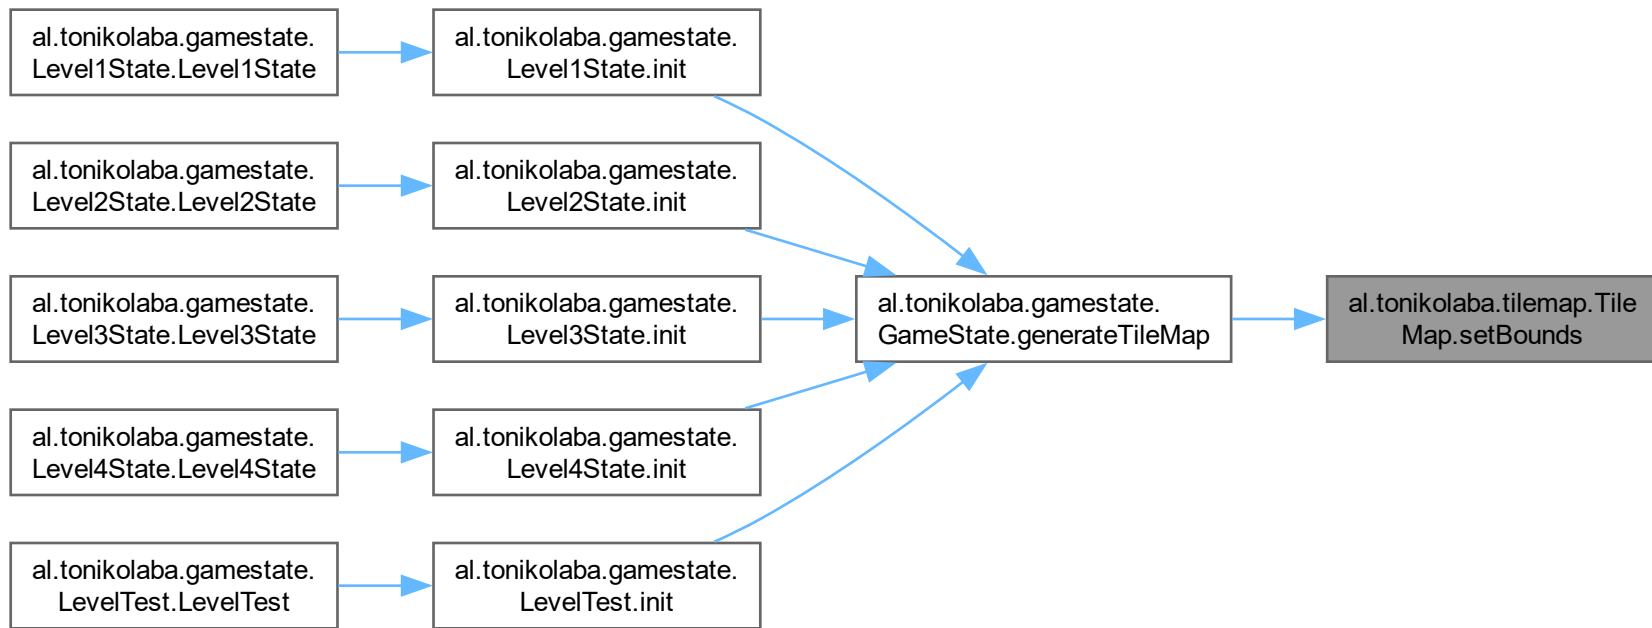 al.tonikolaba.gamestate.
Level1State.Level1State
al.tonikolaba.gamestate.
Level1State.init
al.tonikolaba.gamestate.
Level2State.Level2State
al.tonikolaba.gamestate.
Level2State.init
al.tonikolaba.gamestate.
Level3State.Level3State
al.tonikolaba.gamestate.
Level3State.init
al.tonikolaba.gamestate.
GameState.generateTileMap
al.tonikolaba.tilemap.Tile
Map.setBounds
al.tonikolaba.gamestate.
Level4State.Level4State
al.tonikolaba.gamestate.
Level4State.init
al.tonikolaba.gamestate.
LevelTest.LevelTest
al.tonikolaba.gamestate.
LevelTest.init